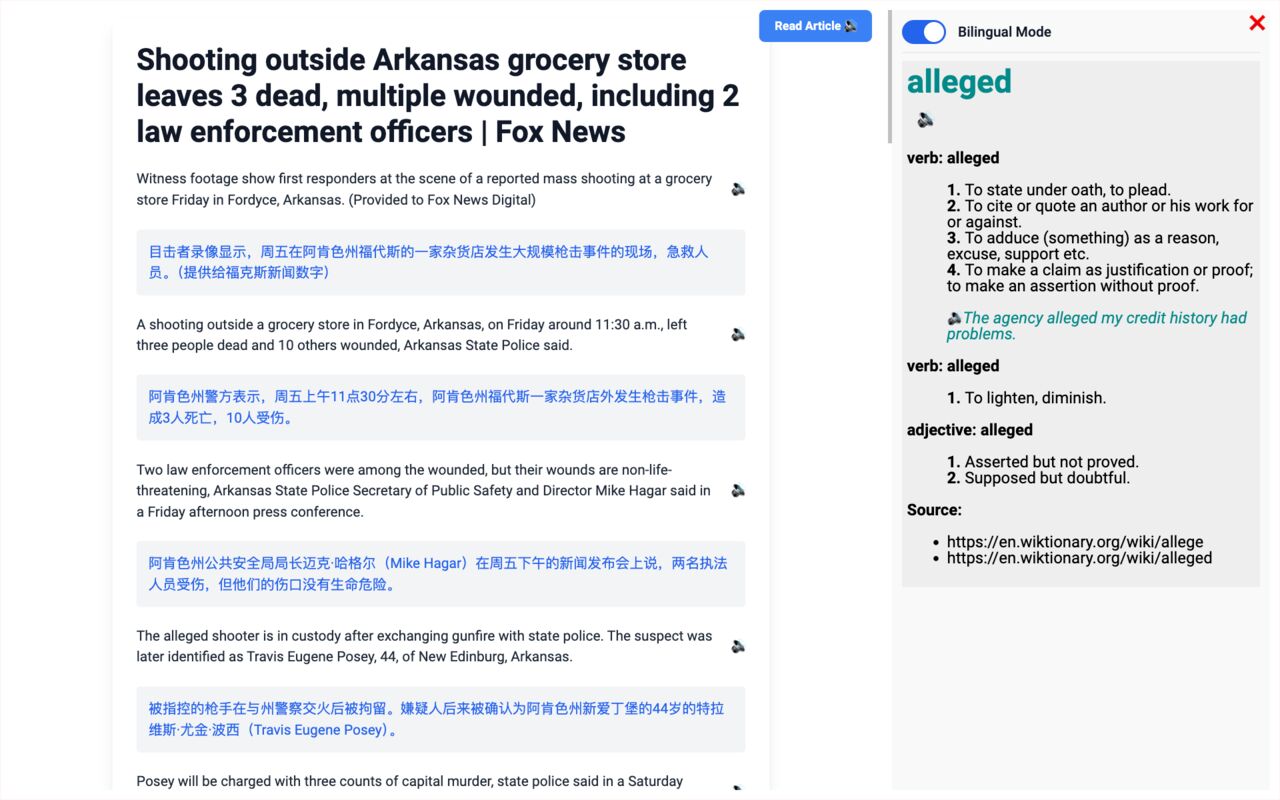 Read Article
Shooting outside Arkansas grocery store
leaves 3 dead, multiple wounded, including 2
law enforcement officers | Fox News
Witness footage show first responders at the scene of a reported mass shooting at a grocery
store Friday in Fordyce, Arkansas. (Provided to Fox News Digital)
目击者录像显示，周五在阿肯色州福代斯的一家杂货店发生大规模枪击事件的现场，急救人
员。（提供给福克斯新闻数字）
A shooting outside a grocery store in Fordyce, Arkansas, on Friday around 11:30 a.m., left
three people dead and 10 others wounded, Arkansas State Police said.
阿肯色州警方表示，周五上午11点30分左右，阿肯色州福代斯一家杂货店外发生枪击事件，造
成3人死亡，10人受伤。
Two law enforcement officers were among the wounded, but their wounds are non-life-
threatening, Arkansas State Police Secretary of Public Safety and Director Mike Hagar said in
a Friday afternoon press conference.
阿肯色州公共安全局局长迈克·哈格尔（Mike Hagar）在周五下午的新闻发布会上说，两名执法
人员受伤，但他们的伤口没有生命危险。
The alleged shooter is in custody after exchanging gunfire with state police. The suspect was
later identified as Travis Eugene Posey, 44, of New Edinburg, Arkansas.
被指控的枪手在与州警察交火后被拘留。嫌疑人后来被确认为阿肯色州新爱丁堡的44岁的特拉
维斯·尤金·波西（Travis Eugene Posey）。
Posey will be charged with three counts of capital murder, state police said in a Saturday
Bilingual Mode
alleged
verb: alleged
1. To state under oath, to plead.
2. To cite or quote an author or his work for
or against.
3. To adduce (something) as a reason,
excuse, support etc.
4. To make a claim as justification or proof;
to make an assertion without proof.
The agency alleged my credit history had
problems.
verb: alleged
1. To lighten, diminish.
adjective: alleged
1. Asserted but not proved.
2. Supposed but doubtful.
Source:
• https://en.wiktionary.org/wiki/allege
• https://en.wiktionary.org/wiki/alleged